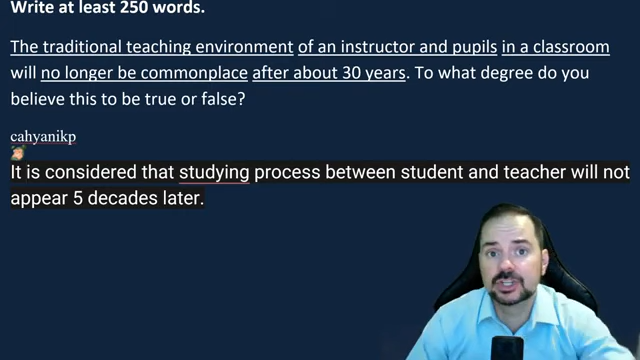 Write at least 250 words.
The traditional teaching environment of an instructor and pupils in a classroom
will no longer be commonplace after about 30 years. To what degree do you
believe this to be true or false?
cahyanikp
It is considered that studying process between student and teacher will not
appear 5 decades later.